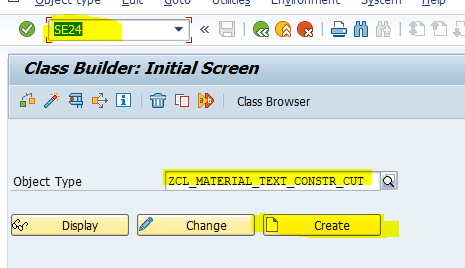 Object type Edit Goto Utilities Environment System Help
SE24
Class Builder: Initial Screen
Class Browser
Object Type ZCL_MATERIAL_TEXT_CONSTR_CUT
Display Change Create